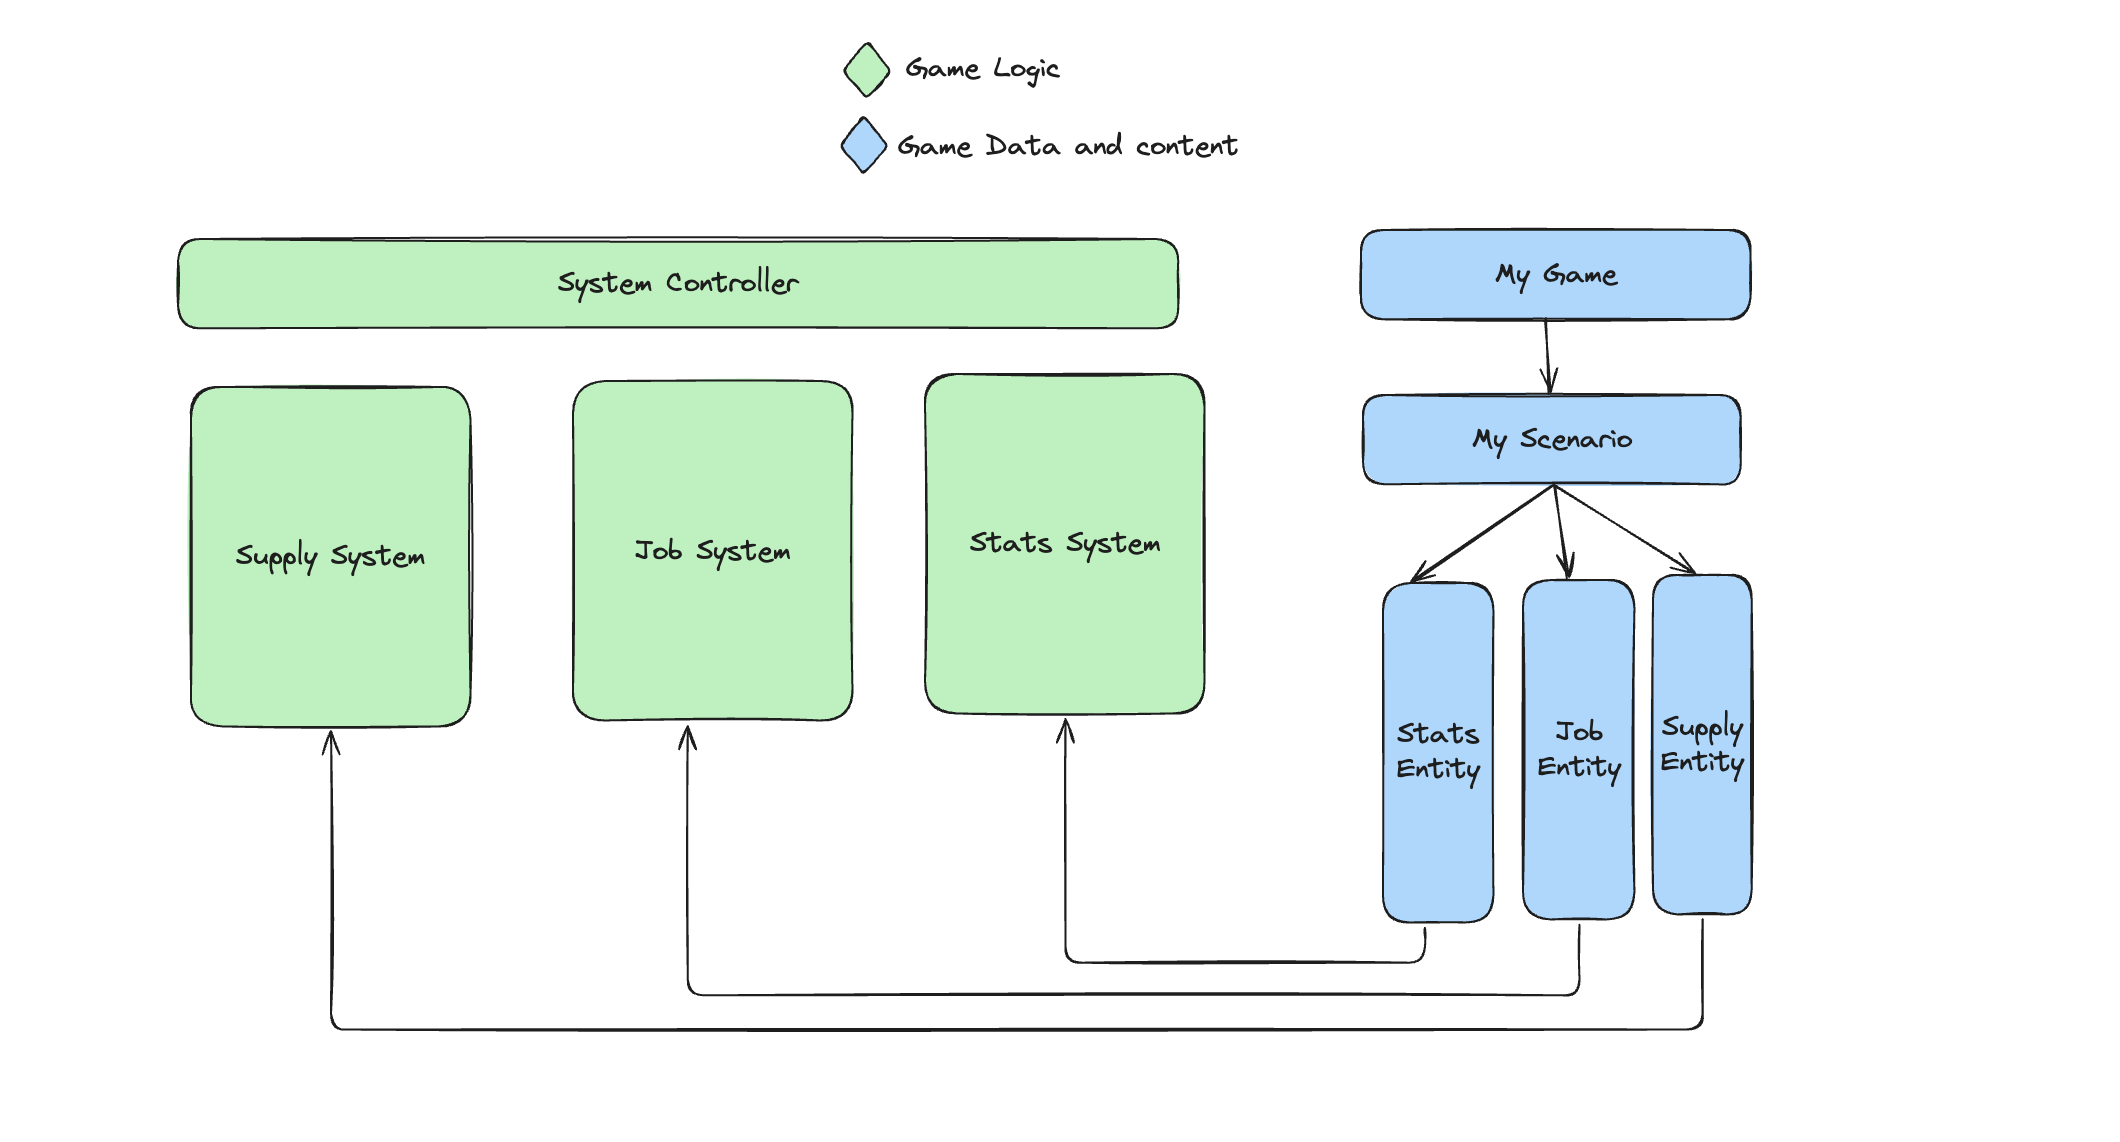 Game Logic
Game Data and content
System Controller
My Game
My Scenario
Supply System
Job System
Stats System
Stats
Entity
Job
Entity
Supply
Entity